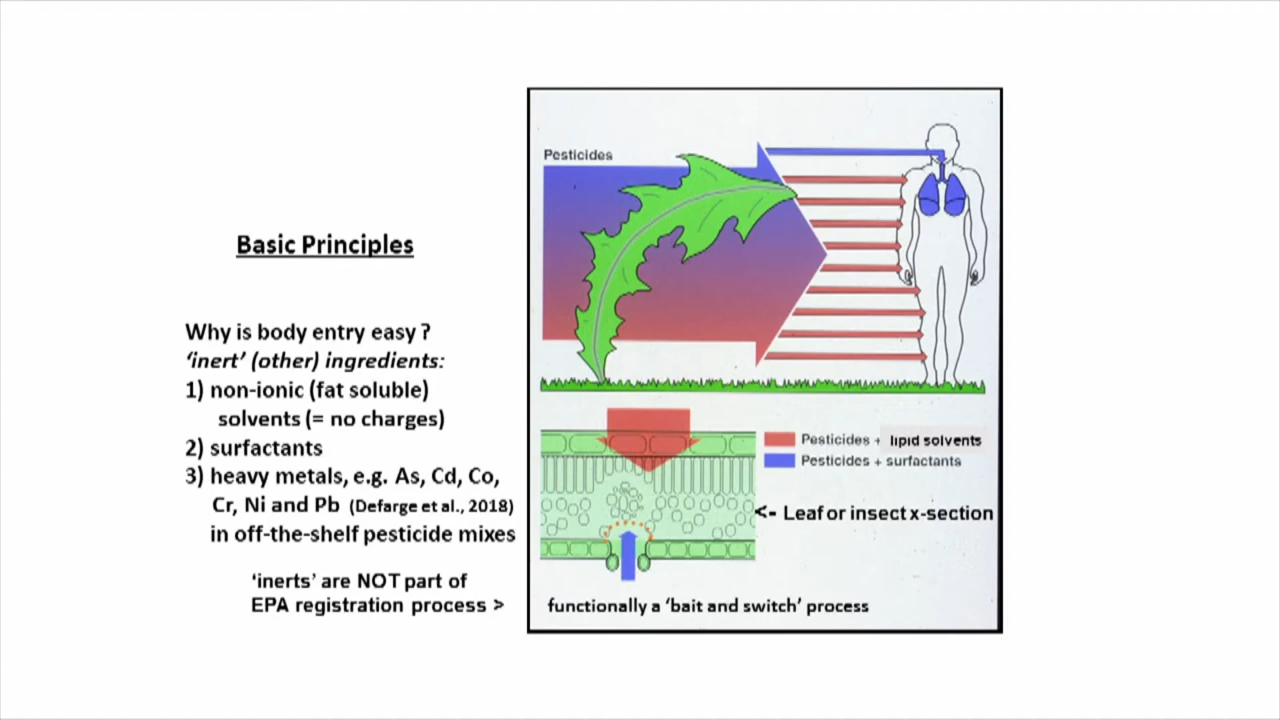 Basic Principles
Why is body entry easy ?
‘inert’ (other) ingredients:
1) non-ionic (fat soluble)
solvents (= no charges)
2) surfactants
3) heavy metals, e.g. As, Cd, Co,
Cr, Ni and Pb (Defarge et al., 2018)
in off-the-shelf pesticide mixes
‘inerts’ are NOT part of
EPA registration process >
Pesticides
Pesticides + lipid solvents
Pesticides + surfactants
<- Leaf or insect x-section
functionally a ‘bait and switch’ process